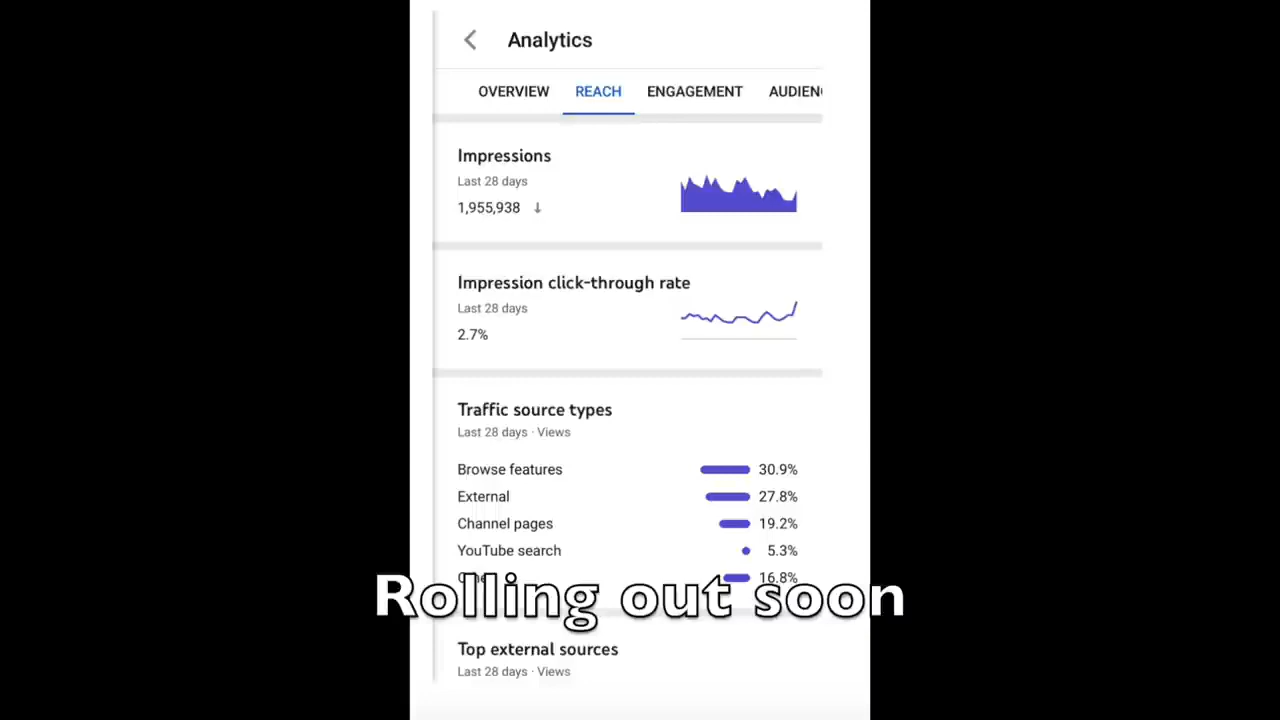 Analytics
OVERVIEW REACH ENGAGEMENT
Impressions
Last 28 days
1,955,938 ↓
Impression click-through rate
Last 28 days
2.7%
Traffic source types
Last 28 days · Views
Browse features 30.9%
External 27.8%
Channel pages 19.2%
YouTube search 5.3%
16.8%
Rolling out soon
Top external sources
Last 28 days · Views